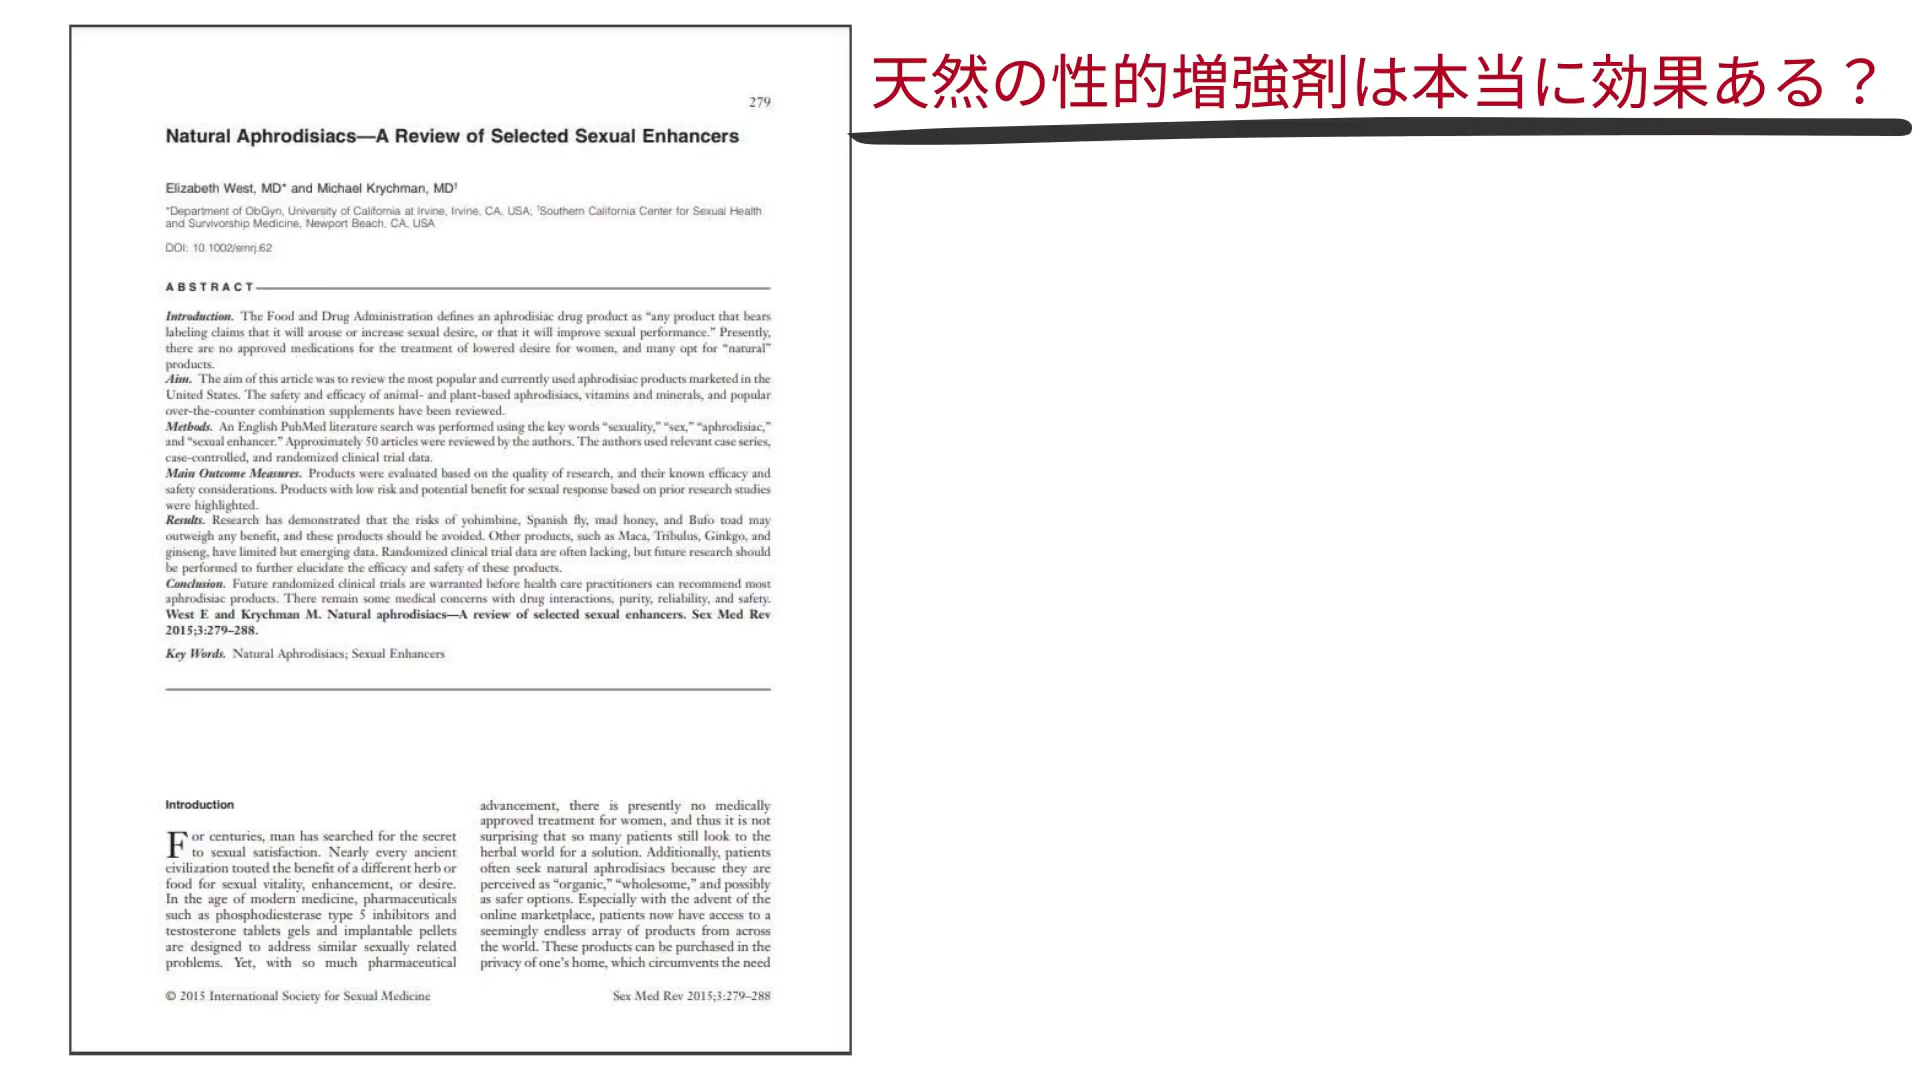 279
Natural Aphrodisiacs—A Review of Selected Sexual Enhancers
Elizabeth West, MD* and Michael Krychman, MD†
*Department of ObGyn, University of California at Irvine, Irvine, CA, USA; †Southern California Center for Sexual Health
and Survivorship Medicine, Newport Beach, CA, USA
DOI: 10.1002/smrj.62
ABSTRACT
Introduction. The Food and Drug Administration defines an aphrodisiac drug product as “any product that bears
labeling claims that it will arouse or increase sexual desire, or that it will improve sexual performance.” Presently,
there are no approved medications for the treatment of lowered desire for women, and many opt for “natural”
products.
Aim. The aim of this article was to review the most popular and currently used aphrodisiac products marketed in the
United States. The safety and efficacy of animal- and plant-based aphrodisiacs, vitamins and minerals, and popular
over-the-counter combination supplements have been reviewed.
Methods. An English PubMed literature search was performed using the key words “sexuality,” “sex,” “aphrodisiac,”
and “sexual enhancer.” Approximately 50 articles were reviewed by the authors. The authors used relevant case series,
case-controlled, and randomized clinical trial data.
Main Outcome Measures. Products were evaluated based on the quality of research, and their known efficacy and
safety considerations. Products with low risk and potential benefit for sexual response based on prior research studies
were highlighted.
Results. Research has demonstrated that the risks of yohimbine, Spanish fly, mad honey, and Bufo toad may
outweigh any benefit, and these products should be avoided. Other products, such as Maca, Tribulus, Ginkgo, and
ginseng, have limited but emerging data. Randomized clinical trial data are often lacking, but future research should
be performed to further elucidate the efficacy and safety of these products.
Conclusion. Future randomized clinical trials are warranted before health care practitioners can recommend most
aphrodisiac products. There remain some medical concerns with drug interactions, purity, reliability, and safety.
West E and Krychman M. Natural aphrodisiacs—A review of selected sexual enhancers. Sex Med Rev
2015;3:279–288.
Key Words. Natural Aphrodisiacs; Sexual Enhancers
Introduction
For centuries, man has searched for the secret
to sexual satisfaction. Nearly every ancient
civilization touted the benefit of a different herb or
food for sexual vitality, enhancement, or desire.
In the age of modern medicine, pharmaceuticals
such as phosphodiesterase type 5 inhibitors and
testosterone tablets gels and implantable pellets
are designed to address similar sexually related
problems. Yet, with so much pharmaceutical
advancement, there is presently no medically
approved treatment for women, and thus it is not
surprising that so many patients still look to the
herbal world for a solution. Additionally, patients
often seek natural aphrodisiacs because they are
perceived as “organic,” “wholesome,” and possibly
as safer options. Especially with the advent of the
online marketplace, patients now have access to a
seemingly endless array of products from across
the world. These products can be purchased in the
privacy of one’s home, which circumvents the need
© 2015 International Society for Sexual Medicine
Sex Med Rev 2015;3:279–288
天然の性的増強剤は本当に効果ある？